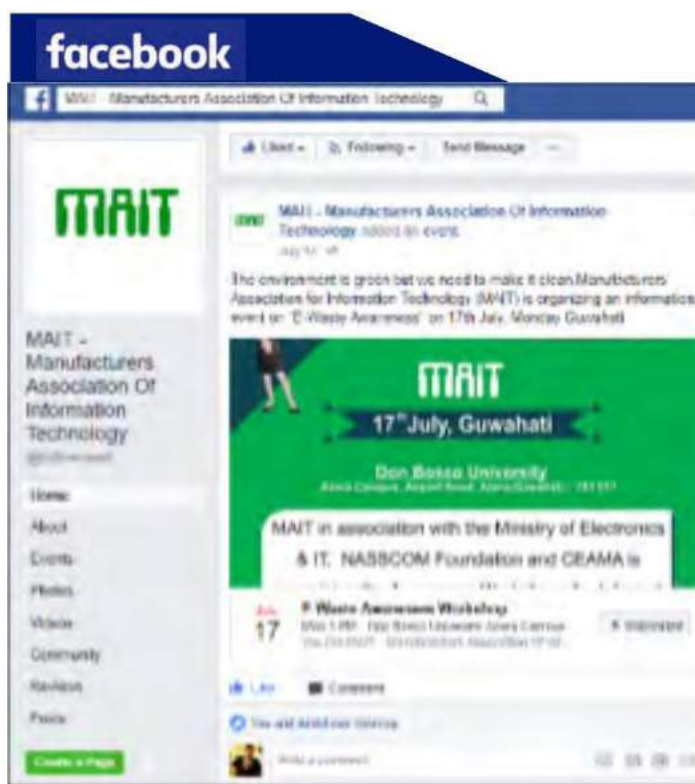 facebook
MAIT - Manufacturers Association Of Information Technology
Liked Following Send Message
MAIT
MAIT - Manufacturers Association Of Information
Technology added an event
The environment is green but we need to make it clean.Manufacturers
Association for Information Technology (MAIT) is organizing an information
event on "E-Waste Awareness" on 17th July, Monday Guwahati
MAIT -
Manufacturers
Association Of
Information
Technology
MAIT
17th July, Guwahati
Don Bosco University
MAIT in association with the Ministry of Electronics
& IT, NASSCOM Foundation and CEAMA is
Home
About
Events
Photos
Videos
Community
Reviews
Posts
Create a Page
17
E Waste Awareness Workshop
Interested
Like Comment
Write a comment